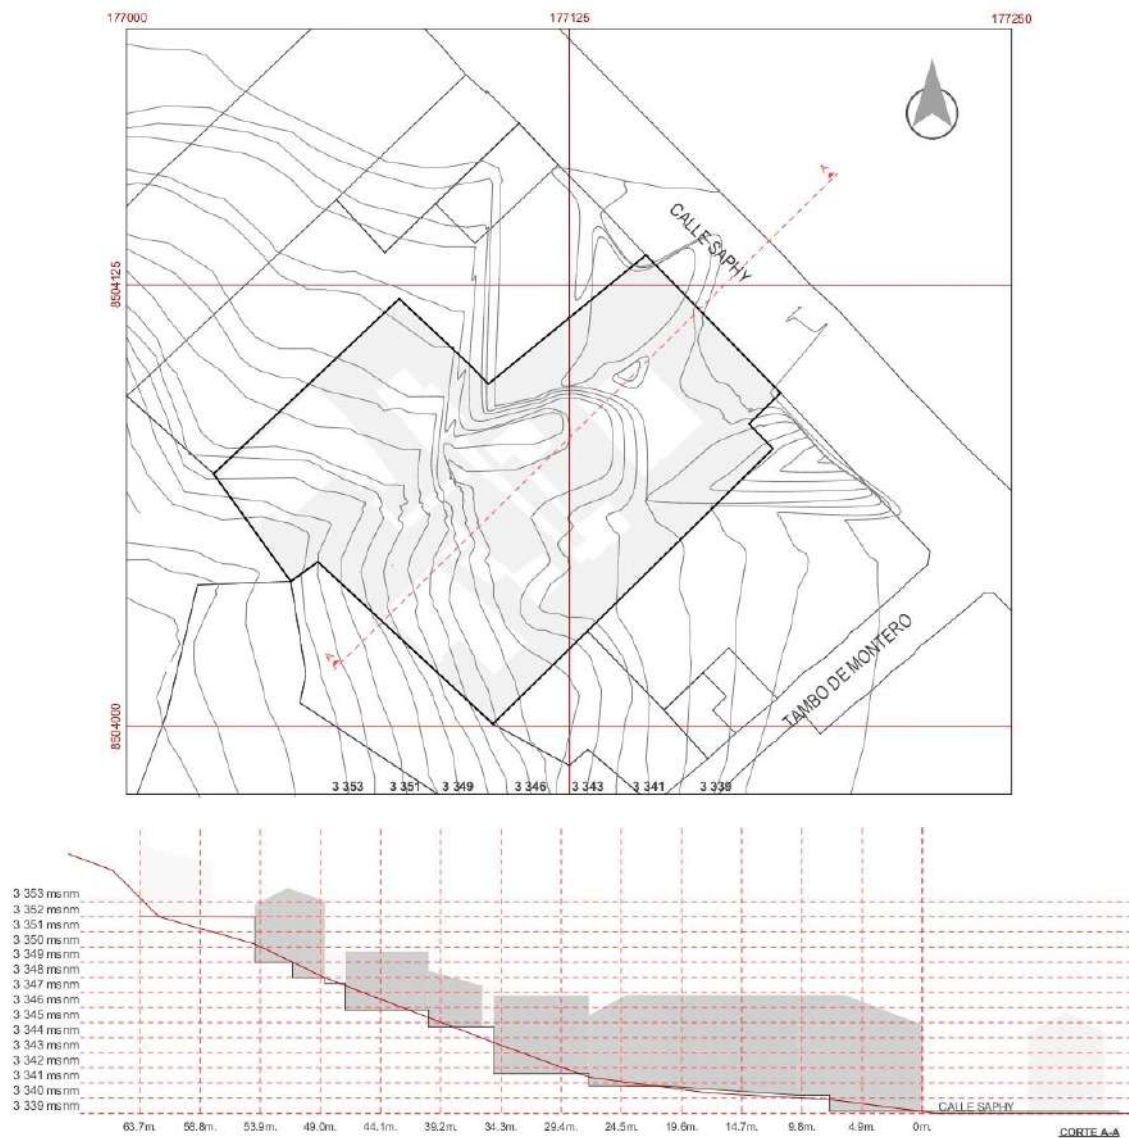 177000
177125
177250
A
CALLE SAPHY
8504125
TAMBO DE MONTERO
A
8504000
3 353
3 351
3 349
3 346
3 343
3 341
3 339
3 353 msnm
3 352 msnm
3 351 msnm
3 350 msnm
3 349 msnm
3 348 msnm
3 347 msnm
3 346 msnm
3 345 msnm
3 344 msnm
3 343 msnm
3 342 msnm
3 341 msnm
3 340 msnm
3 339 msnm
CALLE SAPHY
63.7m.
58.8m.
53.9m.
49.0m.
44.1m.
39.2m.
34.3m.
29.4m.
24.5m.
19.6m.
14.7m.
9.8m.
4.9m.
0m.
CORTE A-A